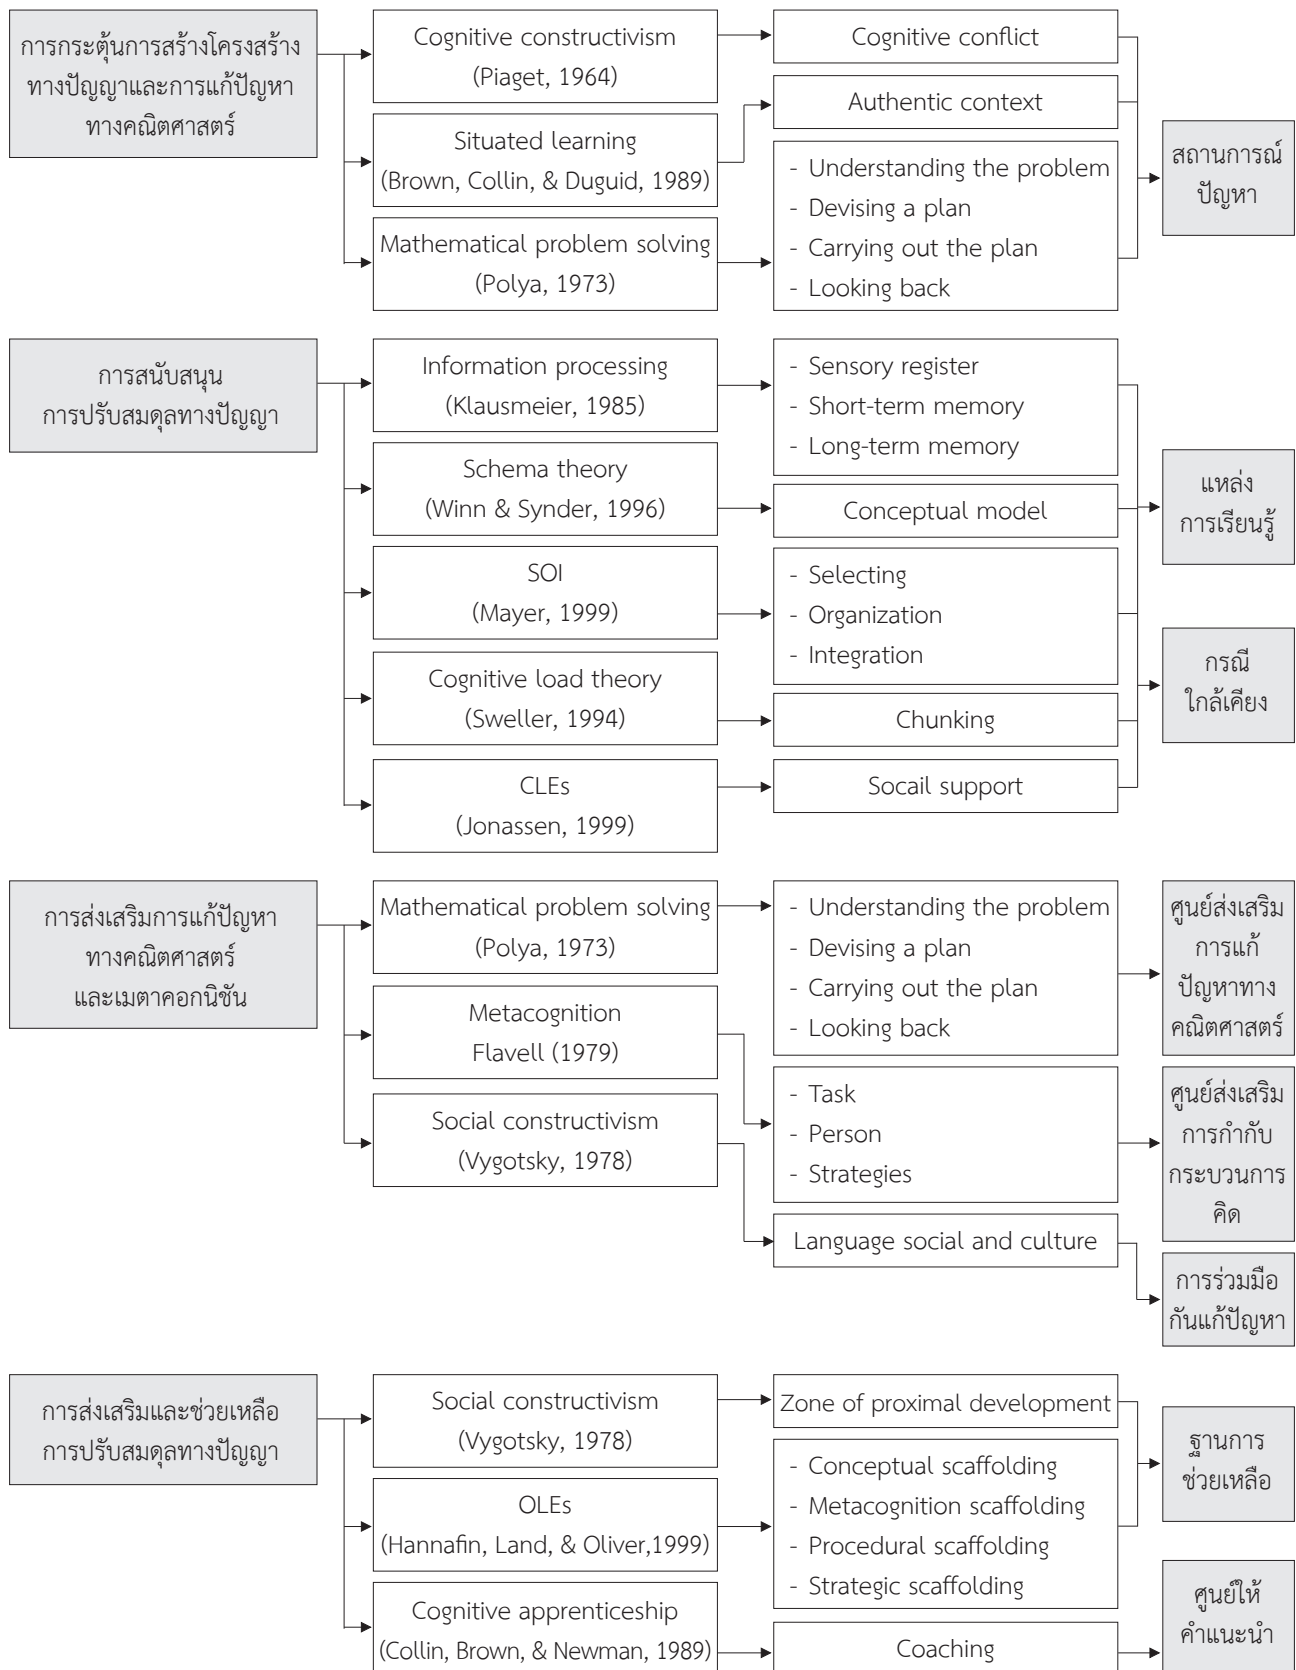 การกระตุ้นการสร้างโครงสร้าง
ทางปัญญาและการแก้ปัญหา
ทางคณิตศาสตร์
Cognitive constructivism
(Piaget, 1964)
Situated learning
(Brown, Collin, & Duguid, 1989)
Mathematical problem solving
(Polya, 1973)
Cognitive conflict
Authentic context
- Understanding the problem
- Devising a plan
- Carrying out the plan
- Looking back
สถานการณ์
ปัญหา
การสนับสนุน
การปรับสมดุลทางปัญญา
Information processing
(Klausmeier, 1985)
Schema theory
(Winn & Synder, 1996)
SOI
(Mayer, 1999)
Cognitive load theory
(Sweller, 1994)
CLEs
(Jonassen, 1999)
- Sensory register
- Short-term memory
- Long-term memory
Conceptual model
- Selecting
- Organization
- Integration
Chunking
Socail support
แหล่ง
การเรียนรู้
กรณี
ใกล้เคียง
การส่งเสริมการแก้ปัญหา
ทางคณิตศาสตร์
และเมตาคอกนิชัน
Mathematical problem solving
(Polya, 1973)
Metacognition
Flavell (1979)
Social constructivism
(Vygotsky, 1978)
- Understanding the problem
- Devising a plan
- Carrying out the plan
- Looking back
- Task
- Person
- Strategies
Language social and culture
ศูนย์ส่งเสริม
การแก้
ปัญหาทาง
คณิตศาสตร์
ศูนย์ส่งเสริม
การกำกับ
กระบวนการ
คิด
การร่วมมือ
กันแก้ปัญหา
การส่งเสริมและช่วยเหลือ
การปรับสมดุลทางปัญญา
Social constructivism
(Vygotsky, 1978)
OLEs
(Hannafin, Land, & Oliver,1999)
Cognitive apprenticeship
(Collin, Brown, & Newman, 1989)
Zone of proximal development
- Conceptual scaffolding
- Metacognition scaffolding
- Procedural scaffolding
- Strategic scaffolding
Coaching
ฐานการ
ช่วยเหลือ
ศูนย์ให้
คำแนะนำ